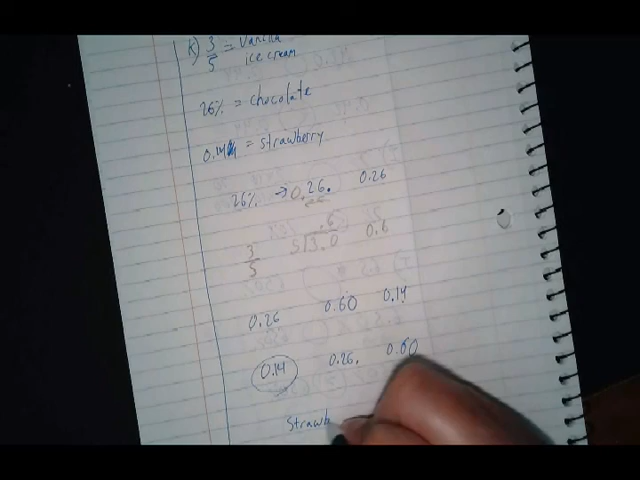 K) 3/5 = Vanilla
ice cream
26% = chocolate
0.14 = strawberry
26% → 0.26. 0.26
3/5 5)3.0 .6 0.6
0.26 0.60 0.14
0.14 0.26. 0.60
Strawb